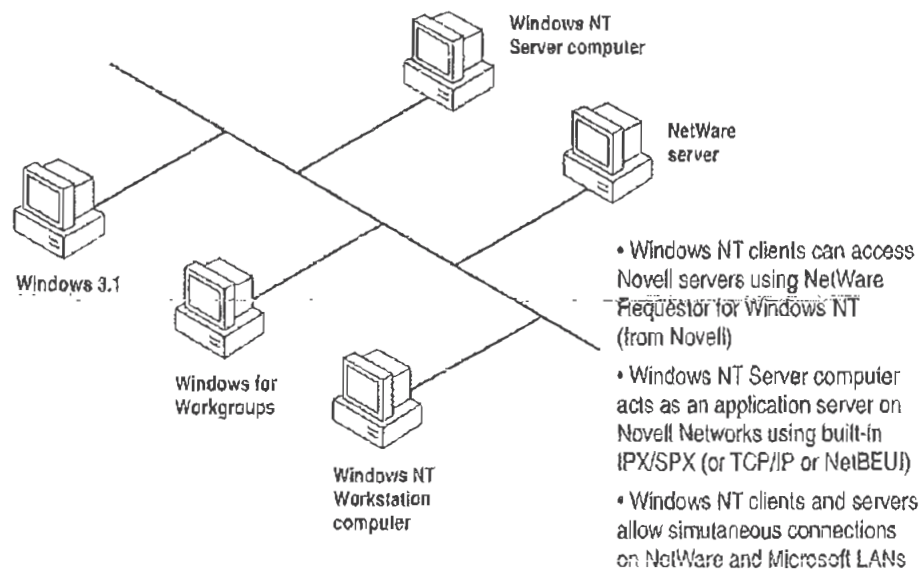 Windows NT
Server computer
NetWare
server
Windows 3.1
Windows for
Workgroups
Windows NT
Workstation
computer
• Windows NT clients can access
Novell servers using NetWare
Requestor for Windows NT
(from Novell)
• Windows NT Server computer
acts as an application server on
Novell Networks using built-in
IPX/SPX (or TCP/IP or NetBEUI)
• Windows NT clients and servers
allow simutaneous connections
on NetWare and Microsoft LANs